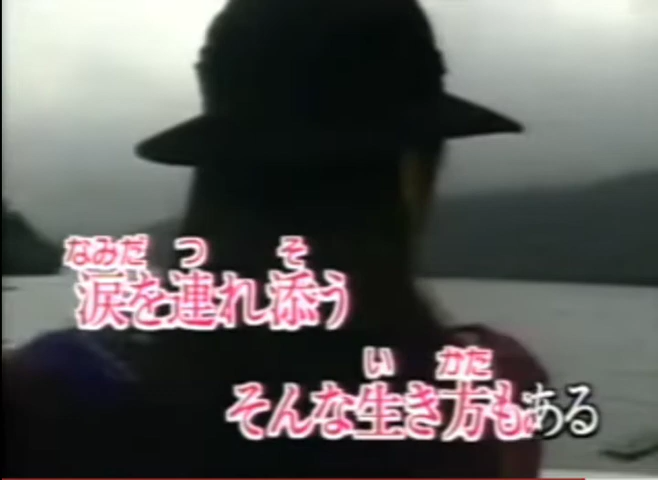 なみだ つ そ
涙を連れ添う
い かた
そんな生き方もある